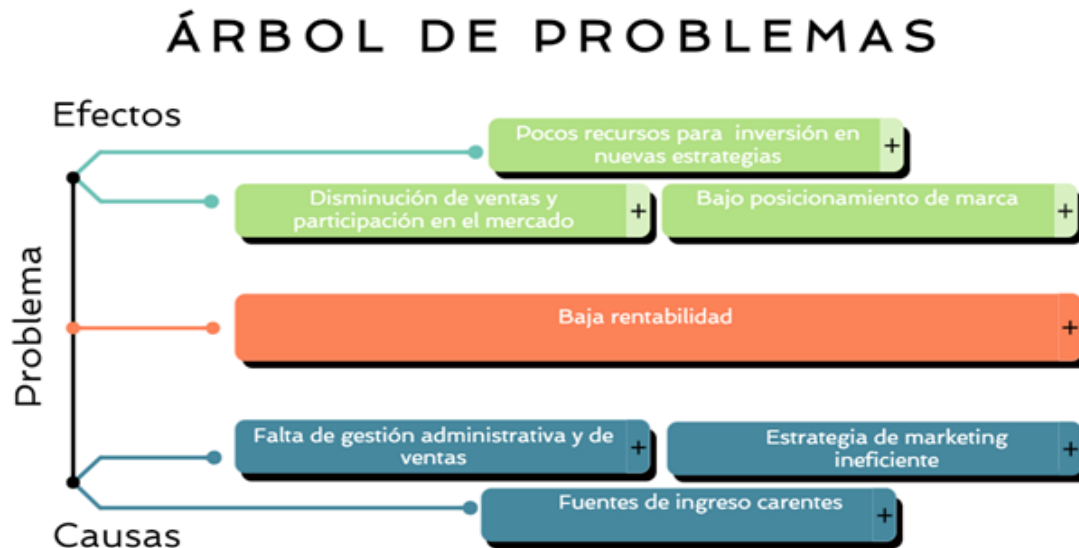 ÁRBOL DE PROBLEMAS
Efectos
Pocos recursos para inversión en
nuevas estrategias
+
Disminución de ventas y
participación en el mercado
+
Bajo posicionamiento de marca
+
Problema
Baja rentabilidad
+
Falta de gestión administrativa y de
ventas
+
Estrategia de marketing
ineficiente
+
Fuentes de ingreso carentes
+
Causas